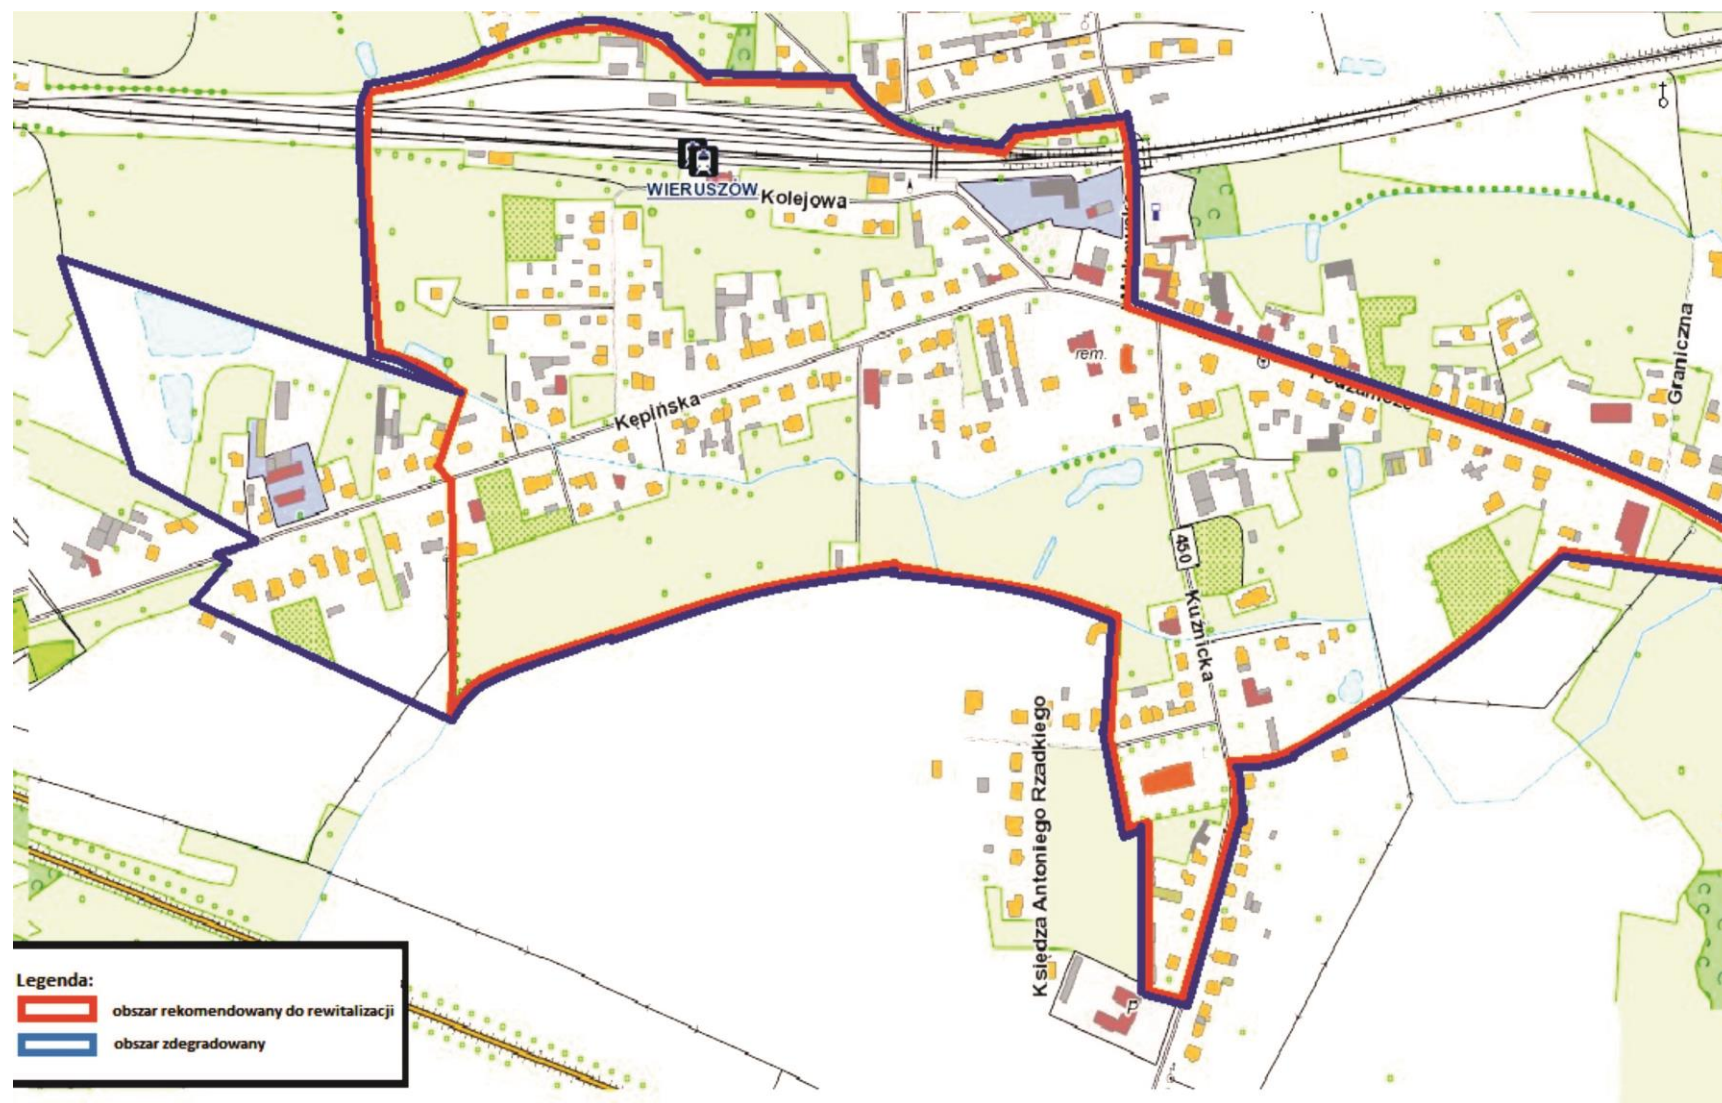 WIERUSZÓW
Kolejowa
Graniczna
rem.
Kępińska
450
Kuźnicka
Księdza Antoniego Rzadkiego
P
Legenda:
obszar rekomendowany do rewitalizacji
obszar zdegradowany